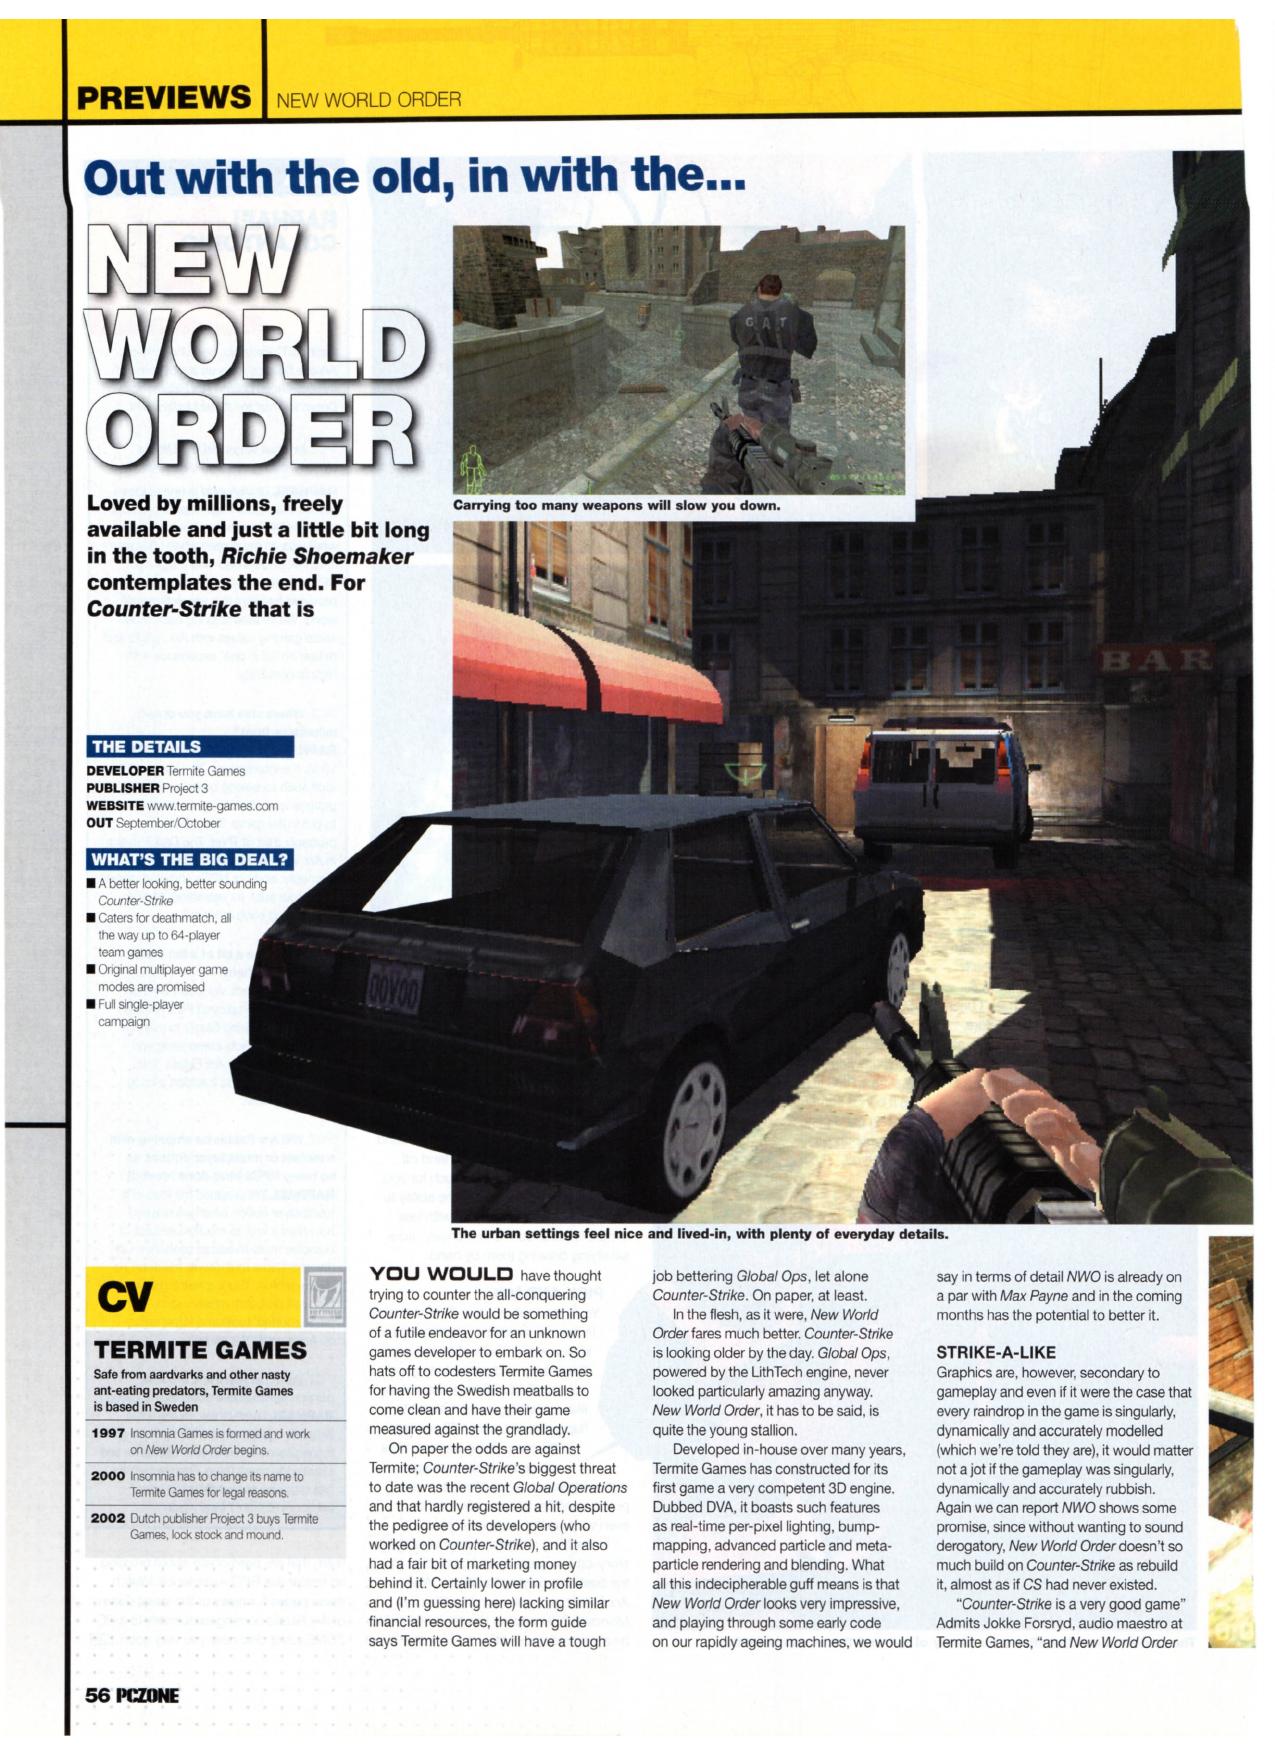 PREVIEWS
NEW WORLD ORDER
Out with the old, in with the...
NEW
WORLD
ORDER
Loved by millions, freely
available and just a little bit long
in the tooth, Richie Shoemaker
contemplates the end. For
Counter-Strike that is
G A T
Carrying too many weapons will slow you down.
BAR
THE DETAILS
DEVELOPER Termite Games
PUBLISHER Project 3
WEBSITE www.termite-games.com
OUT September/October
WHAT'S THE BIG DEAL?
■ A better looking, better sounding
Counter-Strike
■ Caters for deathmatch, all
the way up to 64-player
team games
■ Original multiplayer game
modes are promised
■ Full single-player
campaign
The urban settings feel nice and lived-in, with plenty of everyday details.
CV
TERMITE GAMES
Safe from aardvarks and other nasty
ant-eating predators, Termite Games
is based in Sweden
1997 Insomnia Games is formed and work
on New World Order begins.
2000 Insomnia has to change its name to
Termite Games for legal reasons.
2002 Dutch publisher Project 3 buys Termite
Games, lock stock and mound.
YOU WOULD have thought
trying to counter the all-conquering
Counter-Strike would be something
of a futile endeavor for an unknown
games developer to embark on. So
hats off to codesters Termite Games
for having the Swedish meatballs to
come clean and have their game
measured against the grandlady.
On paper the odds are against
Termite; Counter-Strike's biggest threat
to date was the recent Global Operations
and that hardly registered a hit, despite
the pedigree of its developers (who
worked on Counter-Strike), and it also
had a fair bit of marketing money
behind it. Certainly lower in profile
and (I'm guessing here) lacking similar
financial resources, the form guide
says Termite Games will have a tough
job bettering Global Ops, let alone
Counter-Strike. On paper, at least.
In the flesh, as it were, New World
Order fares much better. Counter-Strike
is looking older by the day. Global Ops,
powered by the LithTech engine, never
looked particularly amazing anyway.
New World Order, it has to be said, is
quite the young stallion.
Developed in-house over many years,
Termite Games has constructed for its
first game a very competent 3D engine.
Dubbed DVA, it boasts such features
as real-time per-pixel lighting, bump-
mapping, advanced particle and meta-
particle rendering and blending. What
all this indecipherable guff means is that
New World Order looks very impressive,
and playing through some early code
on our rapidly ageing machines, we would
say in terms of detail NWO is already on
a par with Max Payne and in the coming
months has the potential to better it.
STRIKE-A-LIKE
Graphics are, however, secondary to
gameplay and even if it were the case that
every raindrop in the game is singularly,
dynamically and accurately modelled
(which we're told they are), it would matter
not a jot if the gameplay was singularly,
dynamically and accurately rubbish.
Again we can report NWO shows some
promise, since without wanting to sound
derogatory, New World Order doesn't so
much build on Counter-Strike as rebuild
it, almost as if CS had never existed.
"Counter-Strike is a very good game"
Admits Jokke Forsryd, audio maestro at
Termite Games, "and New World Order
56 PCZONE